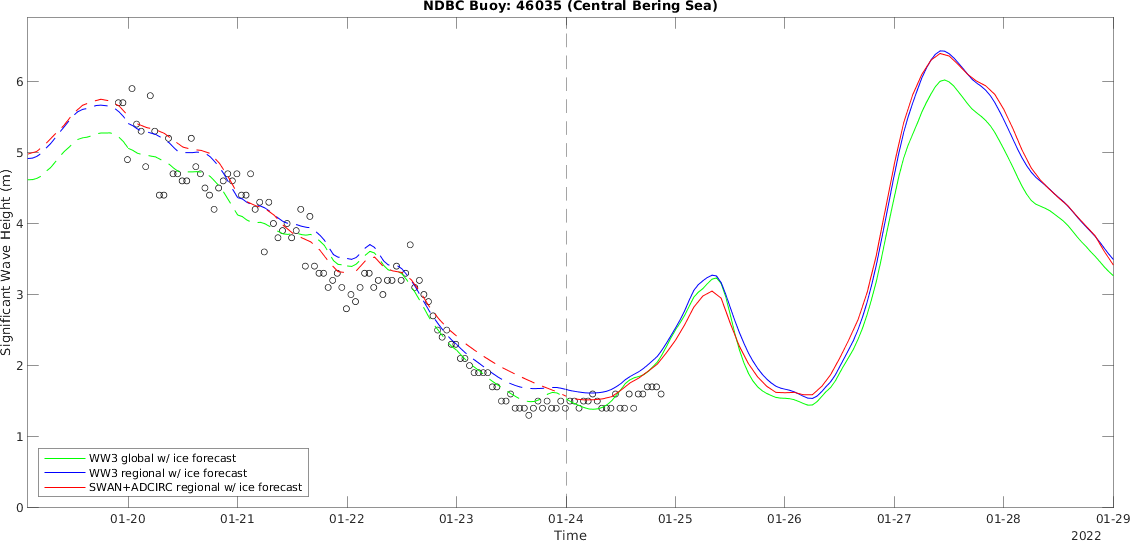 NDBC Buoy: 46035 (Central Bering Sea)
Significant Wave Height (m)
6
5
4
3
2
1
0
WW3 global w/ ice forecast
WW3 regional w/ ice forecast
SWAN+ADCIRC regional w/ ice forecast
01-20 01-21 01-22 01-23 01-24 01-25 01-26 01-27 01-28 01-29
Time
2022